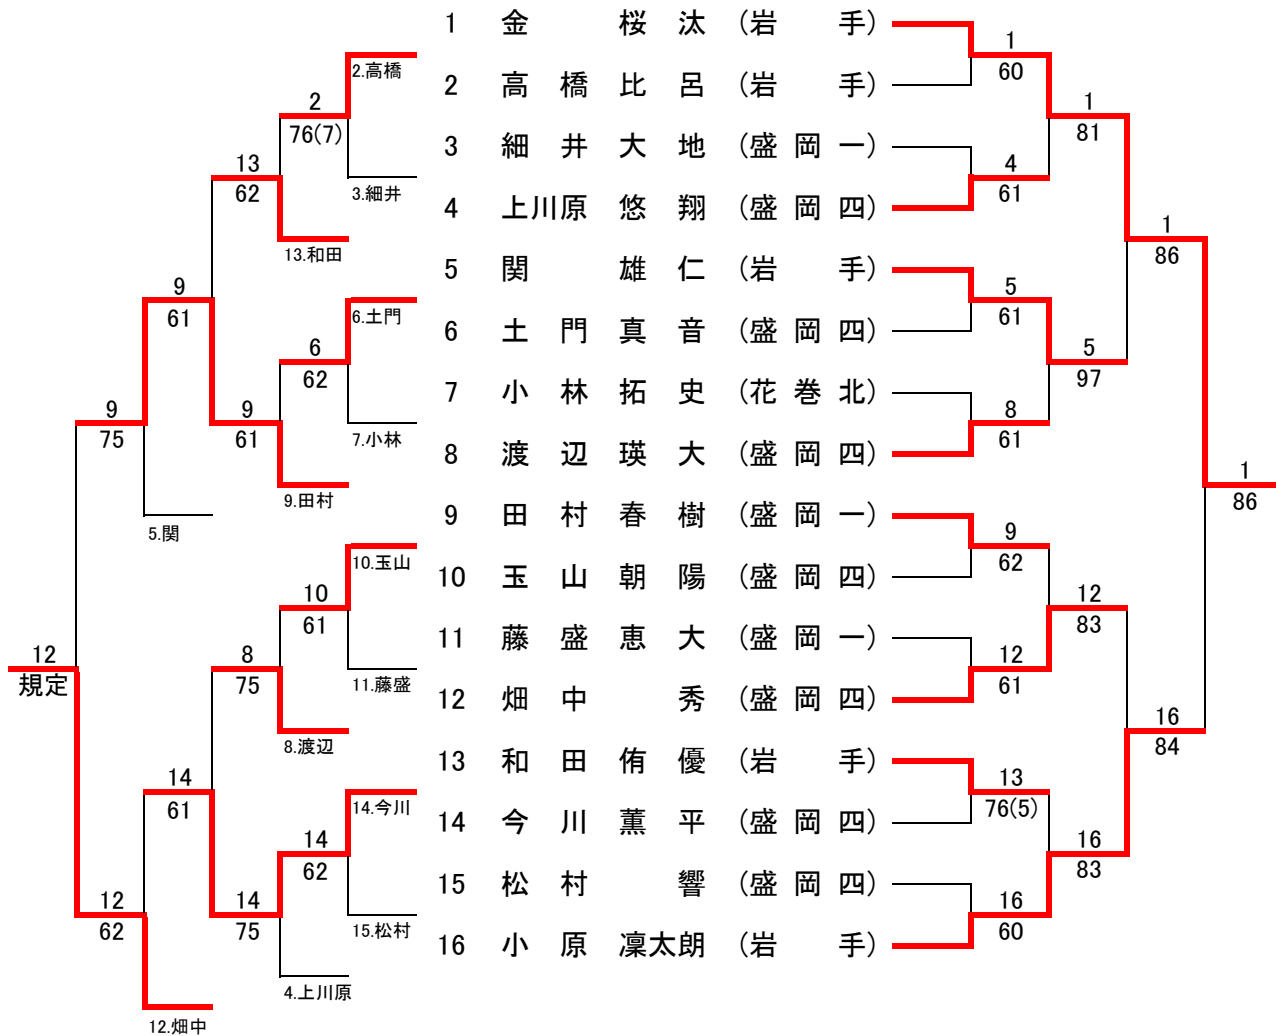 1 金 桜 汰 (岩 手)
2 高 橋 比 呂 (岩 手)
3 細 井 大 地 (盛 岡 一)
4 上川原 悠 翔 (盛 岡 四)
5 関 雄 仁 (岩 手)
6 土 門 真 音 (盛 岡 四)
7 小 林 拓 史 (花 巻 北)
8 渡 辺 瑛 大 (盛 岡 四)
9 田 村 春 樹 (盛 岡 一)
10 玉 山 朝 陽 (盛 岡 四)
11 藤 盛 恵 大 (盛 岡 一)
12 畑 中 秀 (盛 岡 四)
13 和 田 侑 優 (岩 手)
14 今 川 薫 平 (盛 岡 四)
15 松 村 響 (盛 岡 四)
16 小 原 凜太朗 (岩 手)
1
60
4
61
5
61
8
61
9
62
12
61
13
76(5)
16
60
1
81
5
97
12
83
16
83
1
86
16
84
1
86
2.高橋
2
76(7)
3.細井
13
62
13.和田
9
61
6.土門
6
62
7.小林
9
61
9.田村
9
75
5.関
10.玉山
10
61
11.藤盛
8
75
8.渡辺
12
規定
14
61
14.今川
14
62
15.松村
14
75
4.上川原
12
62
12.畑中